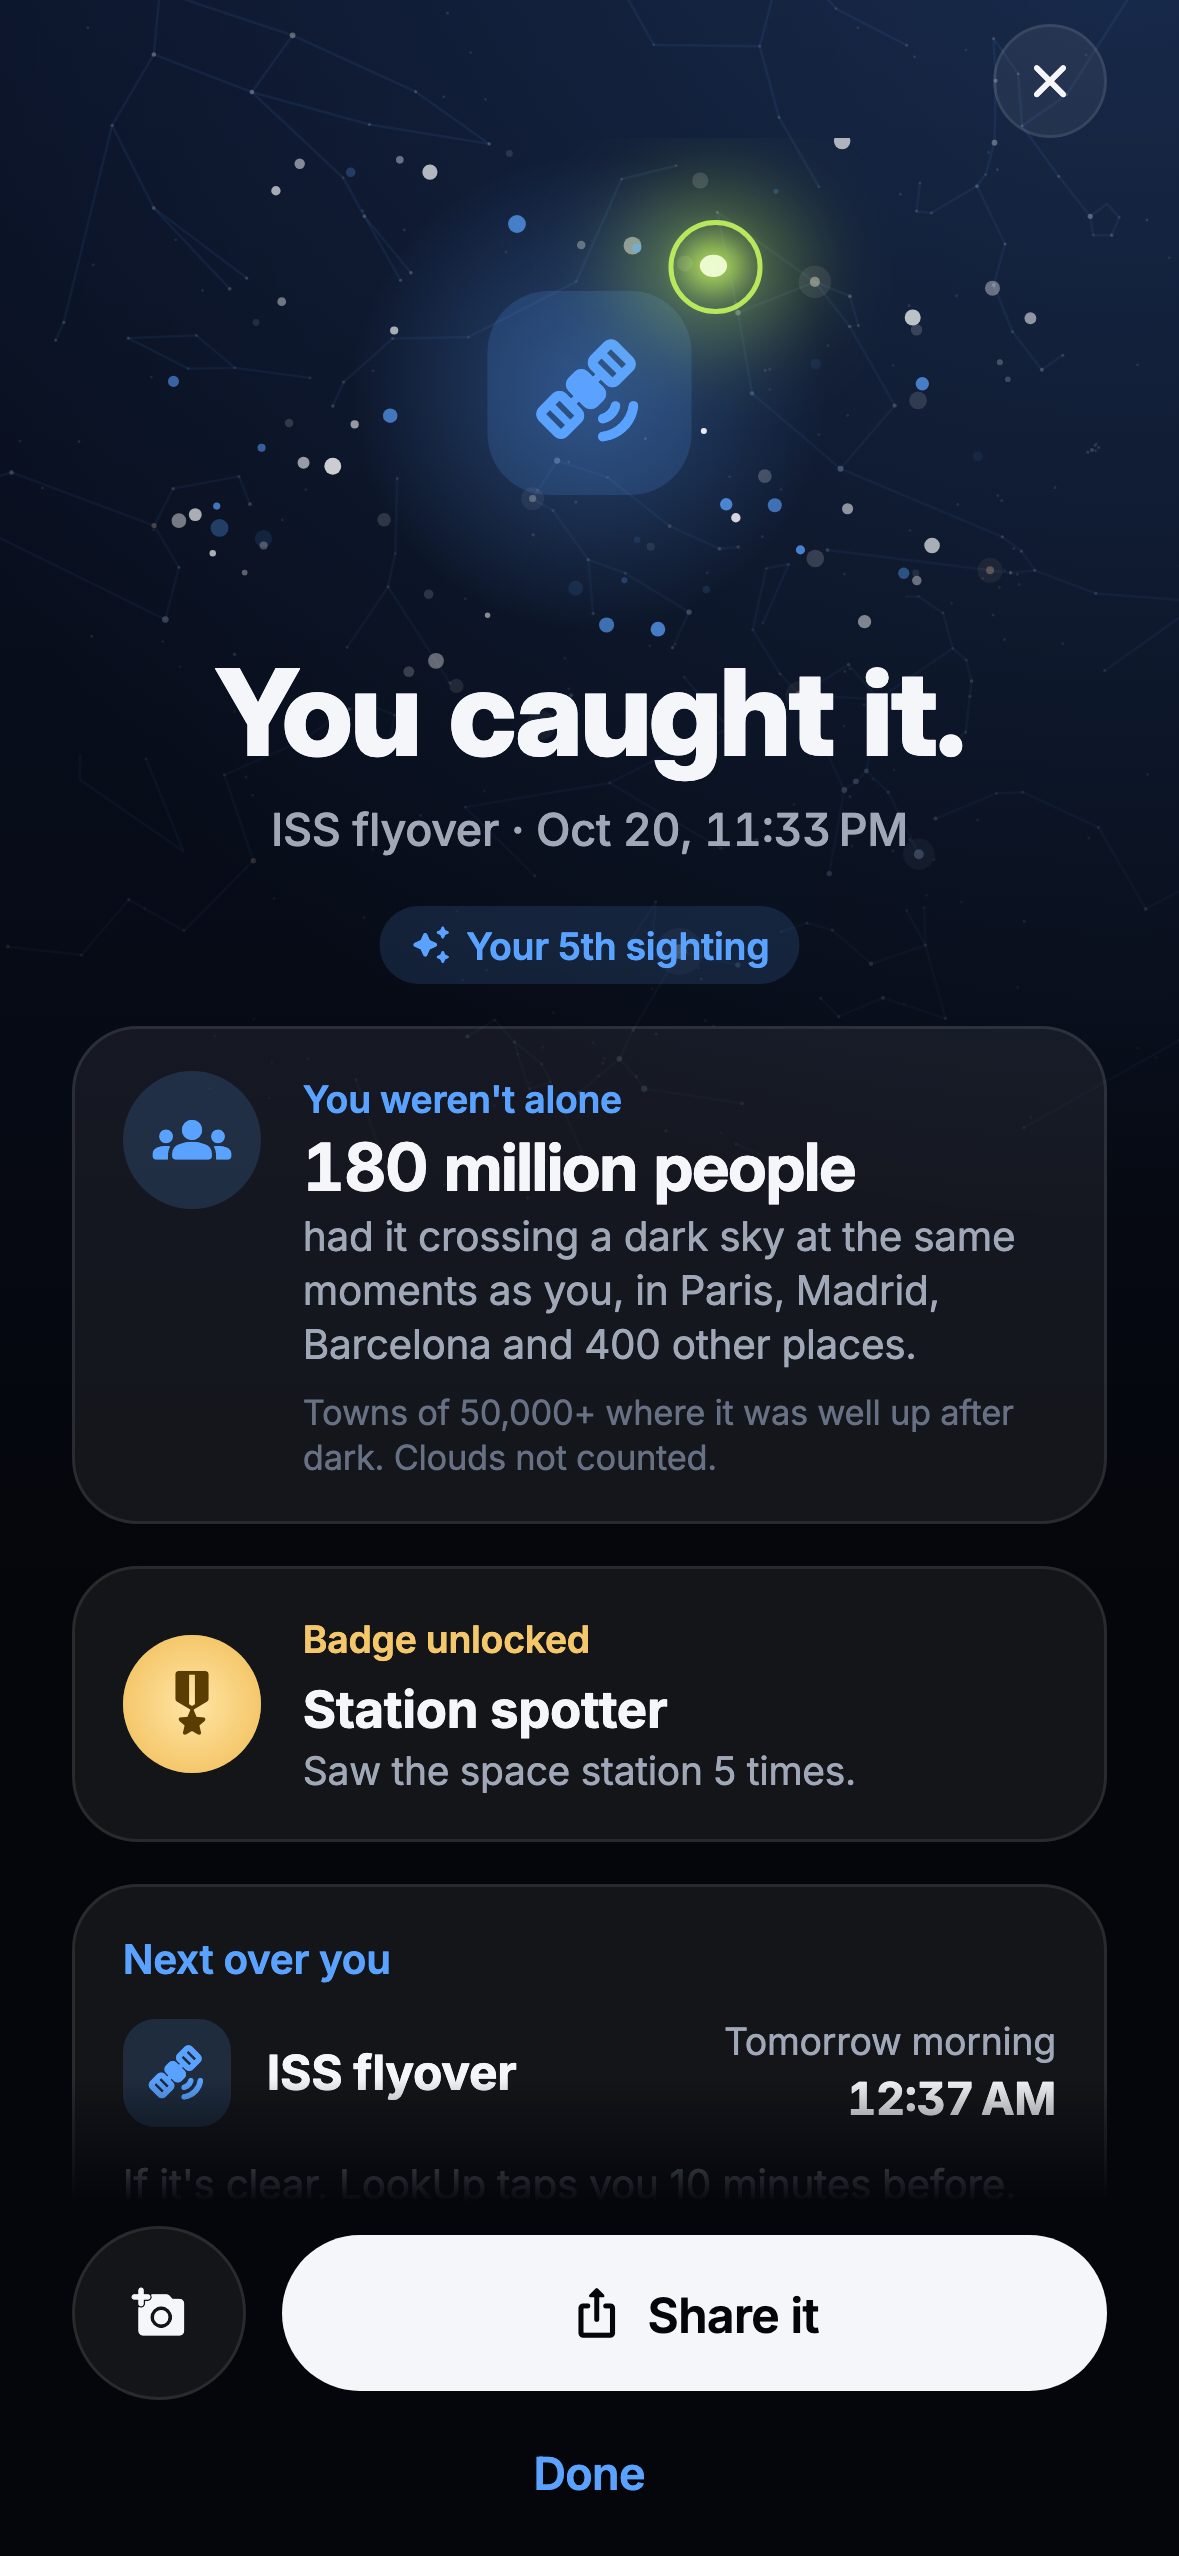 You caught it.
ISS flyover · Oct 20, 11:33 PM
Your 5th sighting
You weren't alone
180 million people
had it crossing a dark sky at the same
moments as you, in Paris, Madrid,
Barcelona and 400 other places.
Towns of 50,000+ where it was well up after
dark. Clouds not counted.
Badge unlocked
Station spotter
Saw the space station 5 times.
Next over you
ISS flyover
Tomorrow morning
12:37 AM
If it's clear, LookUp taps you 10 minutes before.
Share it
Done